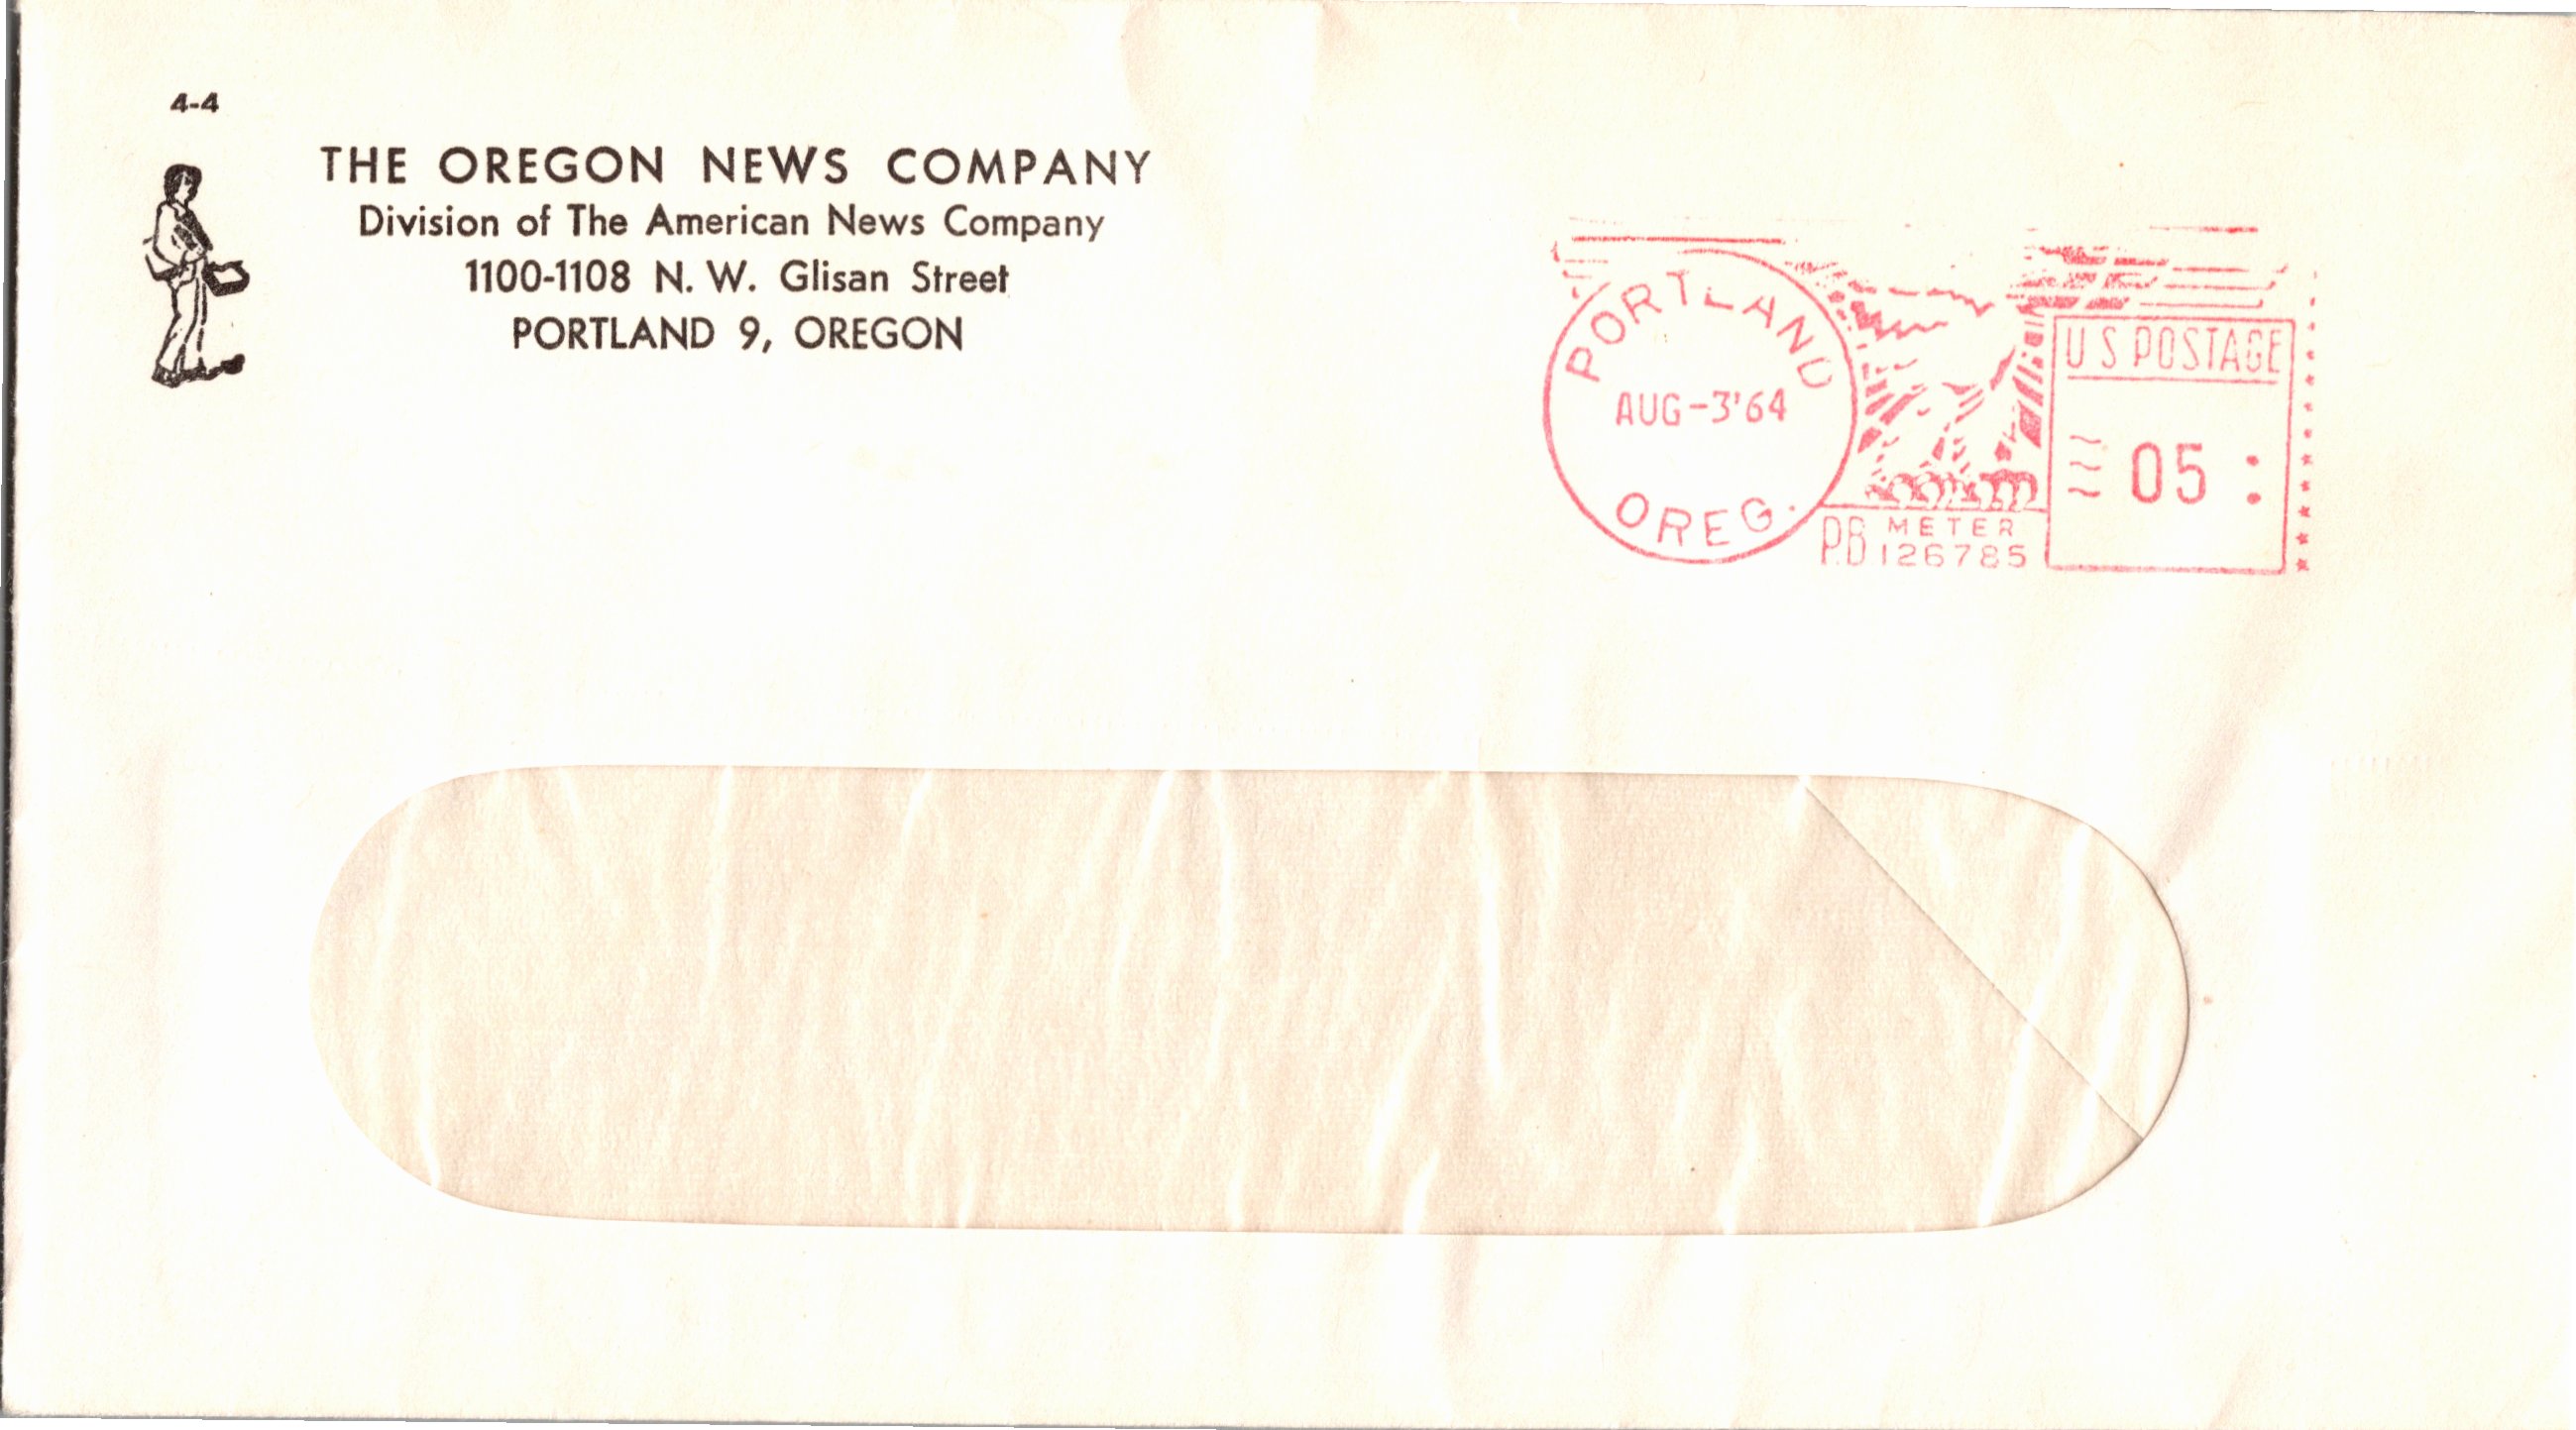 4-4
THE OREGON NEWS COMPANY
Division of The American News Company
1100-1108 N. W. Glisan Street
PORTLAND 9, OREGON
PORTLAND
AUG-3'64
OREG.
U S POSTAGE
05
PB METER
126785